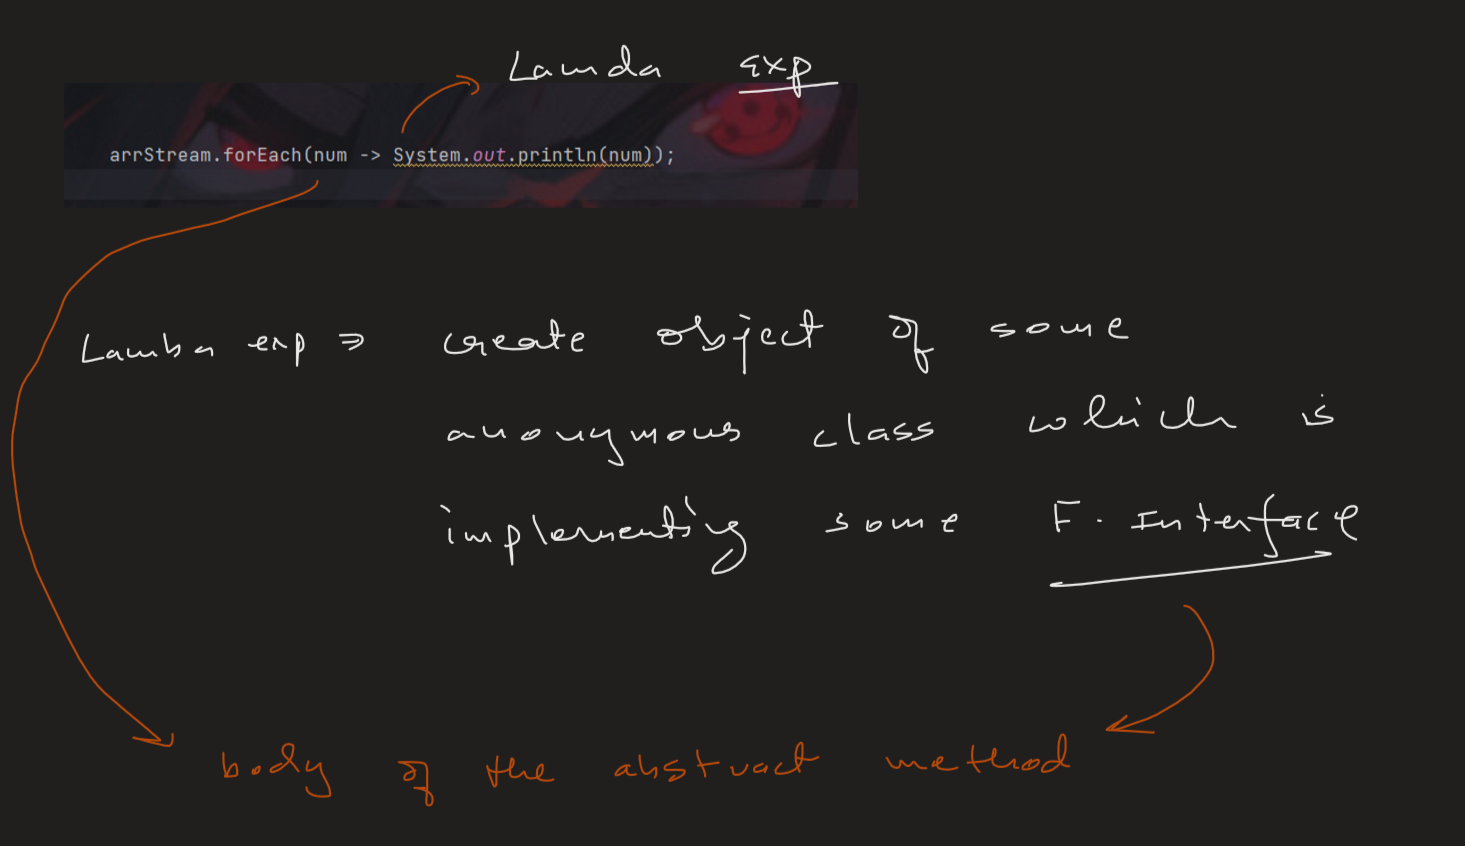 Lamda exp
arrStream.forEach(num -> System.out.println(num));
Lamba exp ⇒ create object of some
anonymous class which is
implementing some F. Interface
body of the abstract method